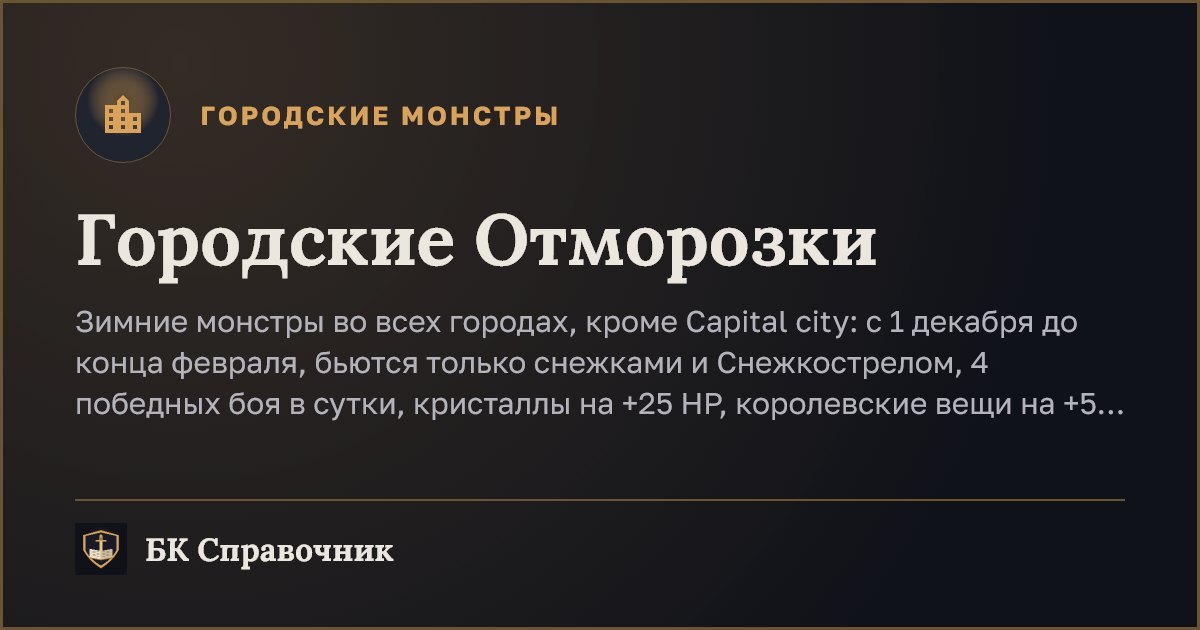 ГОРОДСКИЕ МОНСТРЫ
Городские Отморозки
Зимние монстры во всех городах, кроме Capital city: с 1 декабря до
конца февраля, бьются только снежками и Снежкострелом, 4
победных боя в сутки, кристаллы на +25 HP, королевские вещи на +5…
БК Справочник